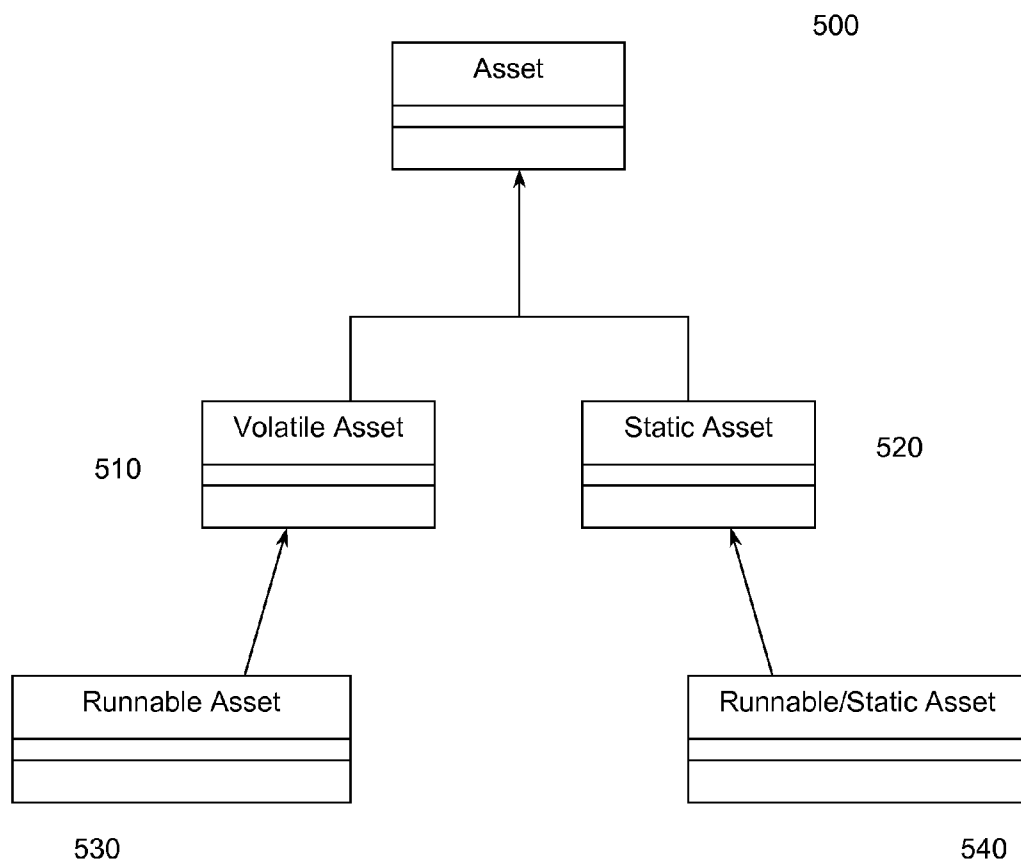 500
Asset
Volatile Asset
Static Asset
510
520
Runnable Asset
Runnable/Static Asset
530
540